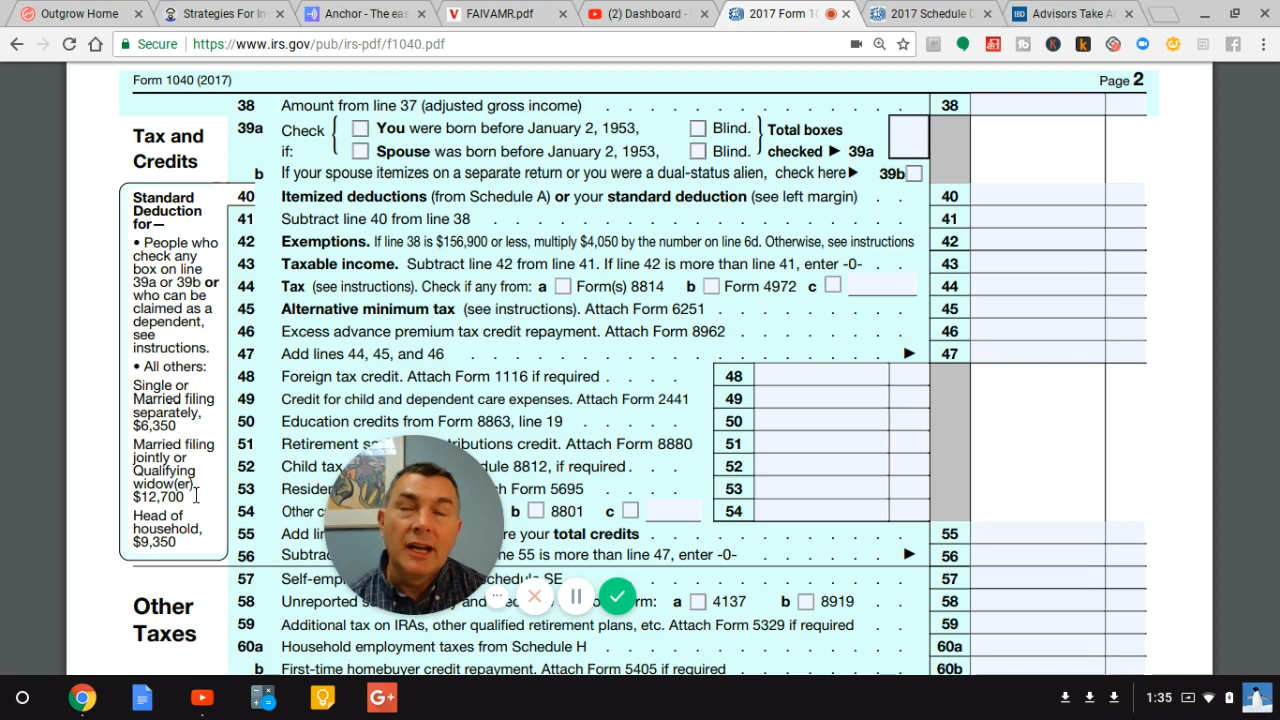 Outgrow Home
Strategies For In
Anchor - The eas
FAIVAMR.pdf
(2) Dashboard -
2017 Form 10
2017 Schedule D
Advisors Take A
Secure
https://www.irs.gov/pub/irs-pdf/f1040.pdf
Form 1040 (2017)
Page 2
Tax and
Credits
Standard
Deduction
for—
• People who
check any
box on line
39a or 39b or
who can be
claimed as a
dependent,
see
instructions.
• All others:
Single or
Married filing
separately,
$6,350
Married filing
jointly or
Qualifying
widow(er),
$12,700
Head of
household,
$9,350
38 Amount from line 37 (adjusted gross income) . . . . . . . . . . . . . . 38
39a Check if: { You were born before January 2, 1953, Blind. } Total boxes
Spouse was born before January 2, 1953, Blind. checked ▶ 39a
b If your spouse itemizes on a separate return or you were a dual-status alien, check here ▶ 39b
40 Itemized deductions (from Schedule A) or your standard deduction (see left margin) . . 40
41 Subtract line 40 from line 38 . . . . . . . . . . . . . . . . . . 41
42 Exemptions. If line 38 is $156,900 or less, multiply $4,050 by the number on line 6d. Otherwise, see instructions 42
43 Taxable income. Subtract line 42 from line 41. If line 42 is more than line 41, enter -0- . . 43
44 Tax (see instructions). Check if any from: a Form(s) 8814 b Form 4972 c 44
45 Alternative minimum tax (see instructions). Attach Form 6251 . . . . . . . . . 45
46 Excess advance premium tax credit repayment. Attach Form 8962 . . . . . . . . 46
47 Add lines 44, 45, and 46 . . . . . . . . . . . . . . . . . . . ▶ 47
48 Foreign tax credit. Attach Form 1116 if required . . . . 48
49 Credit for child and dependent care expenses. Attach Form 2441 49
50 Education credits from Form 8863, line 19 . . . . . 50
51 Retirement s tributions credit. Attach Form 8880 51
52 Child tax dule 8812, if required . . . 52
53 Reside h Form 5695 . . . . 53
54 Other c b 8801 c 54
55 Add lin re your total credits . . . . . . . . . . . . 55
56 Subtrac ne 55 is more than line 47, enter -0- . . . . . . ▶ 56
Other
Taxes
57 Self-emp Schedule SE . . . . . . . . . 57
58 Unreported s m: a 4137 b 8919 . . 58
59 Additional tax on IRAs, other qualified retirement plans, etc. Attach Form 5329 if required . . 59
60a Household employment taxes from Schedule H . . . . . . . . . . . . . . 60a
b First-time homebuyer credit repayment. Attach Form 5405 if required . . . . . . . . 60b
1:35